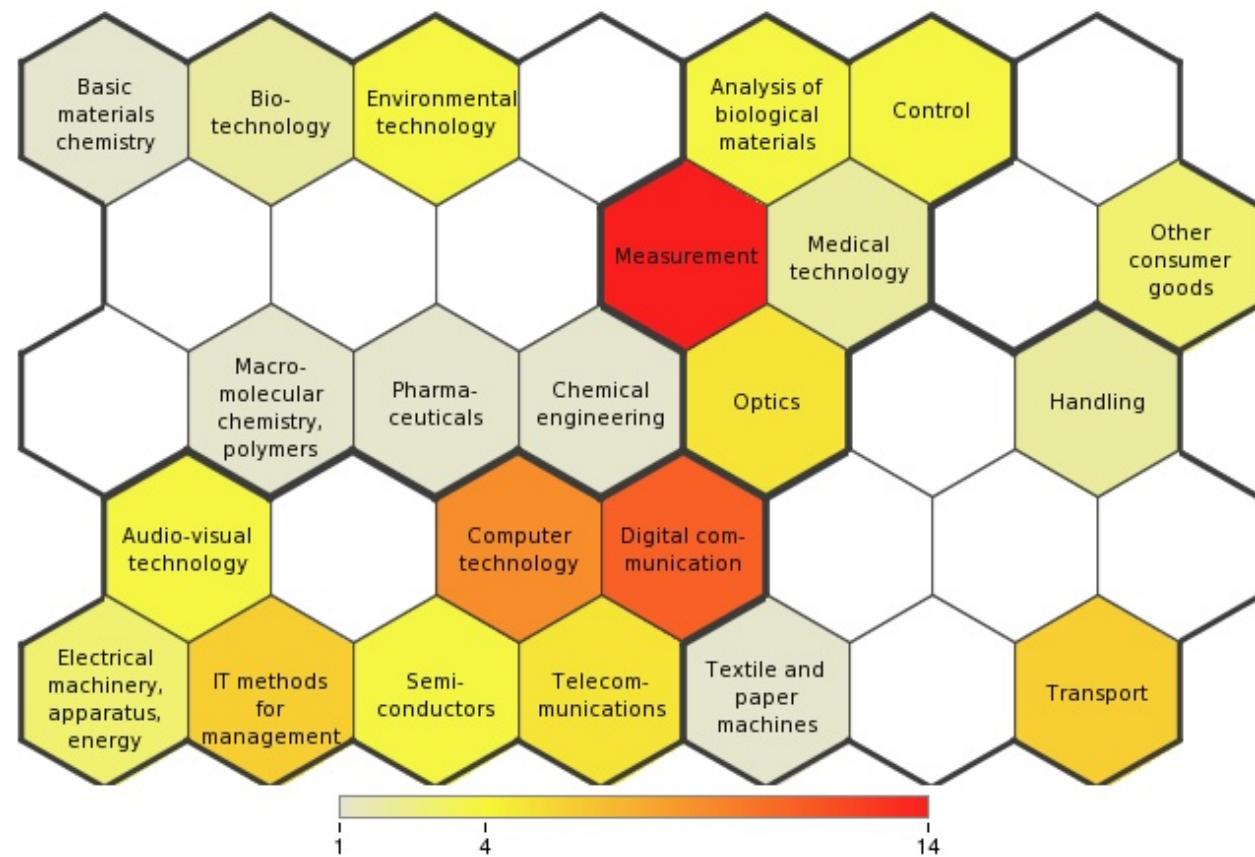 Basic
materials
chemistry
Bio-
technology
Environmental
technology
Analysis of
biological
materials
Control
Measurement
Medical
technology
Other
consumer
goods
Macro-
molecular
chemistry,
polymers
Pharma-
ceuticals
Chemical
engineering
Optics
Handling
Audio-visual
technology
Computer
technology
Digital com-
munication
Electrical
machinery,
apparatus,
energy
IT methods
for
management
Semi-
conductors
Telecom-
munications
Textile and
paper
machines
Transport
1 4 14